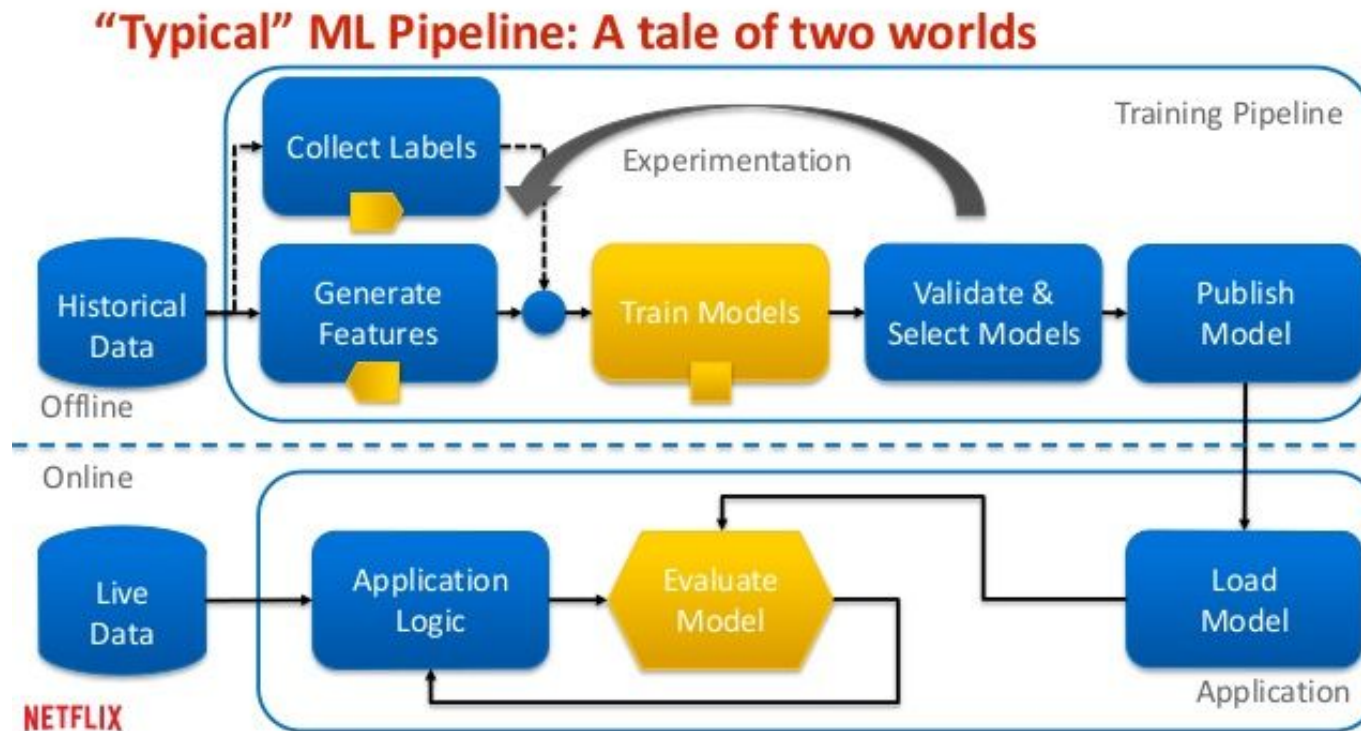 “Typical” ML Pipeline: A tale of two worlds
Training Pipeline
Collect Labels
Experimentation
Historical
Data
Generate
Features
Train Models
Validate &
Select Models
Publish
Model
Offline
Online
Live
Data
Application
Logic
Evaluate
Model
Load
Model
Application
NETFLIX